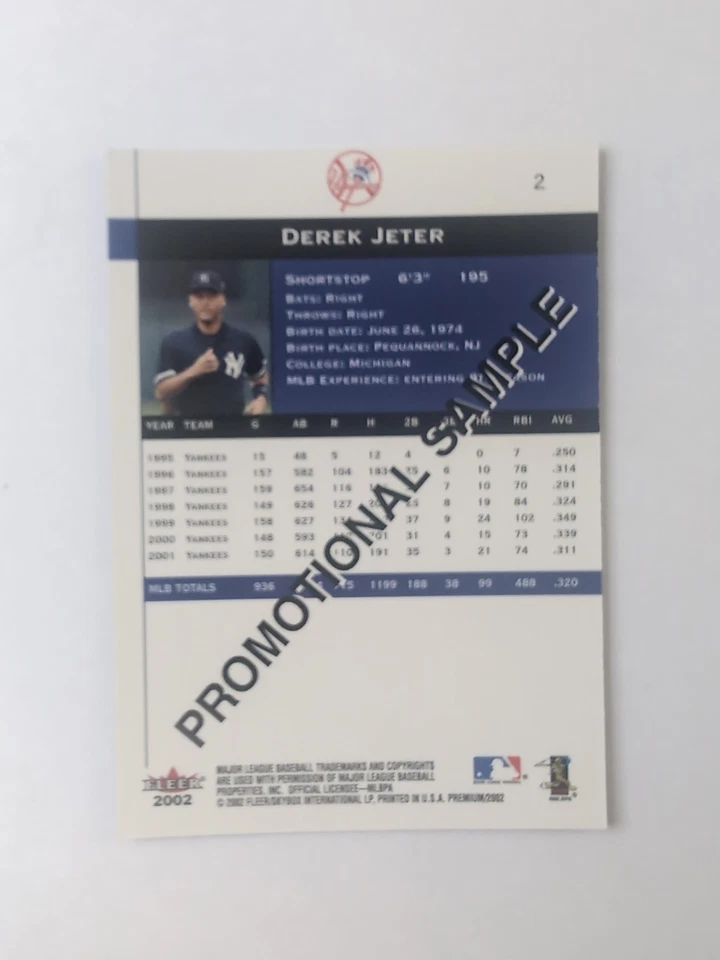 2
DEREK JETER
SHORTSTOP 6'3" 195
BATS: RIGHT
THROWS: RIGHT
BIRTH DATE: JUNE 26, 1974
BIRTH PLACE: PEQUANNOCK, NJ
COLLEGE: MICHIGAN
MLB EXPERIENCE: ENTERING
YEAR TEAM G AB R H 2B HR RBI AVG
1995 YANKEES 15 48 5 12 4 0 7 .250
1996 YANKEES 157 582 104 183 25 6 10 78 .314
1997 YANKEES 159 654 116 7 10 70 .291
1998 YANKEES 149 626 127 8 19 84 .324
1999 YANKEES 158 627 37 9 24 102 .349
2000 YANKEES 148 593 201 31 4 15 73 .339
2001 YANKEES 150 614 110 191 35 3 21 74 .311
MLB TOTALS 936 1199 188 38 99 488 .320
PROMOTIONAL SAMPLE
FLEER
2002
MAJOR LEAGUE BASEBALL TRADEMARKS AND COPYRIGHTS
ARE USED WITH PERMISSION OF MAJOR LEAGUE BASEBALL
PROPERTIES, INC. OFFICIAL LICENSEE—MLBPA
© 2002 FLEER/SKYBOX INTERNATIONAL LP. PRINTED IN U.S.A. PREMIUM/2002